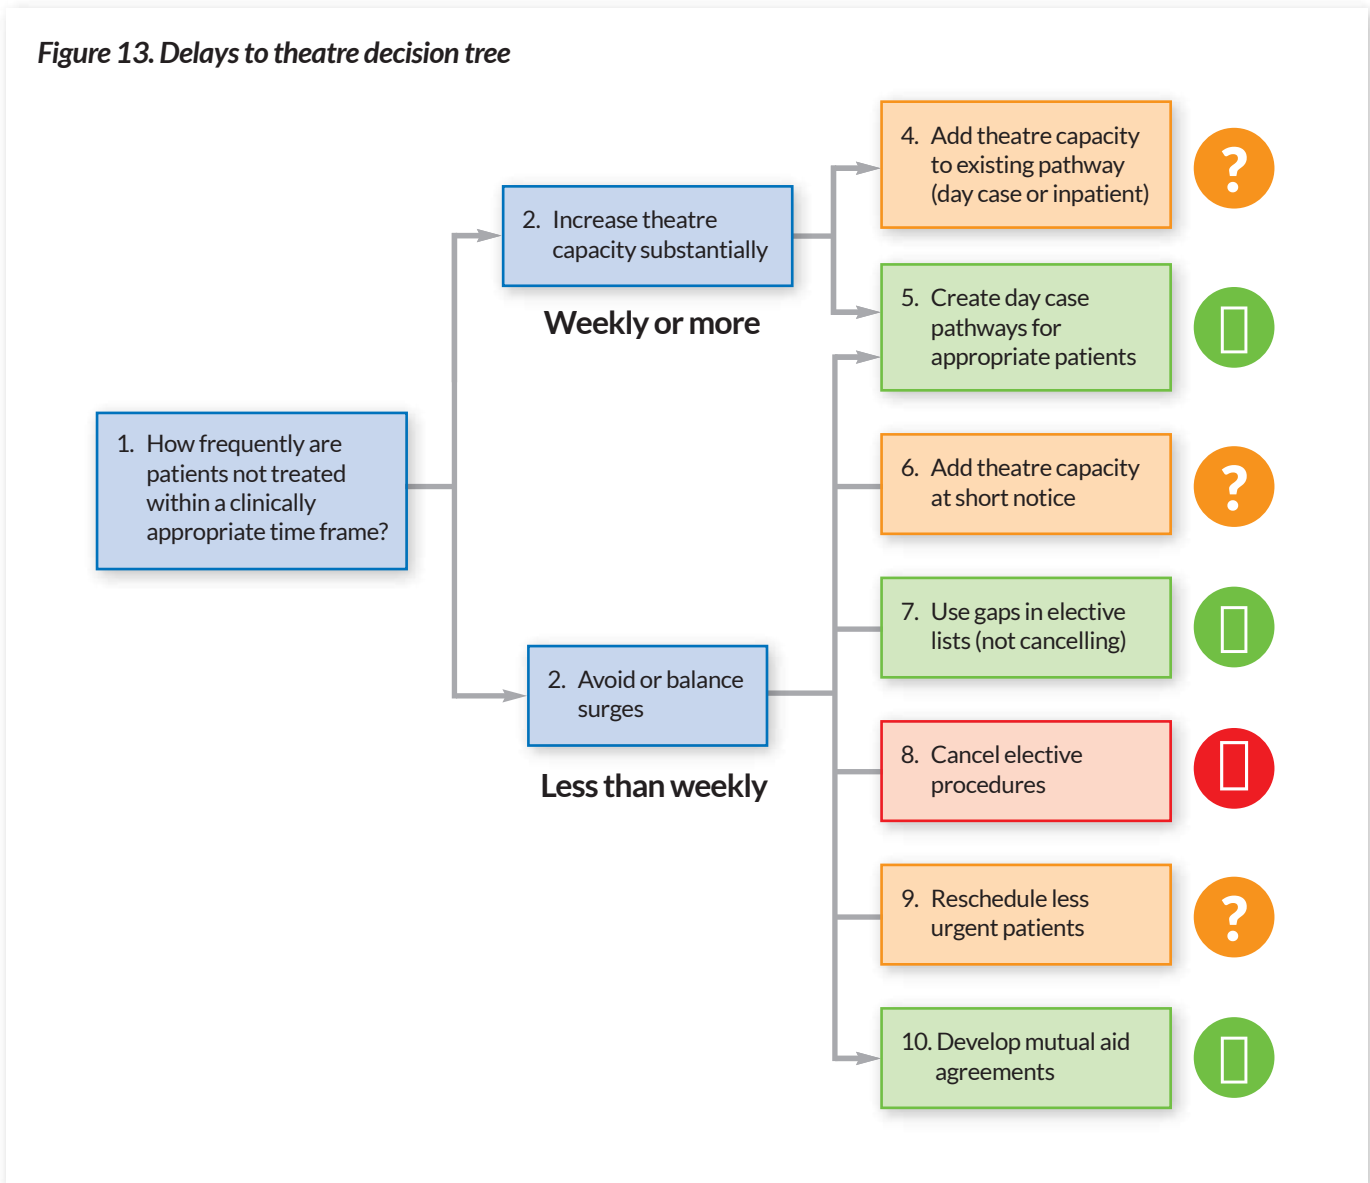 Figure 13. Delays to theatre decision tree
1. How frequently are
patients not treated
within a clinically
appropriate time frame?
2. Increase theatre
capacity substantially
Weekly or more
2. Avoid or balance
surges
Less than weekly
4. Add theatre capacity
to existing pathway
(day case or inpatient)
?
5. Create day case
pathways for
appropriate patients
6. Add theatre capacity
at short notice
?
7. Use gaps in elective
lists (not cancelling)
8. Cancel elective
procedures
9. Reschedule less
urgent patients
?
10. Develop mutual aid
agreements